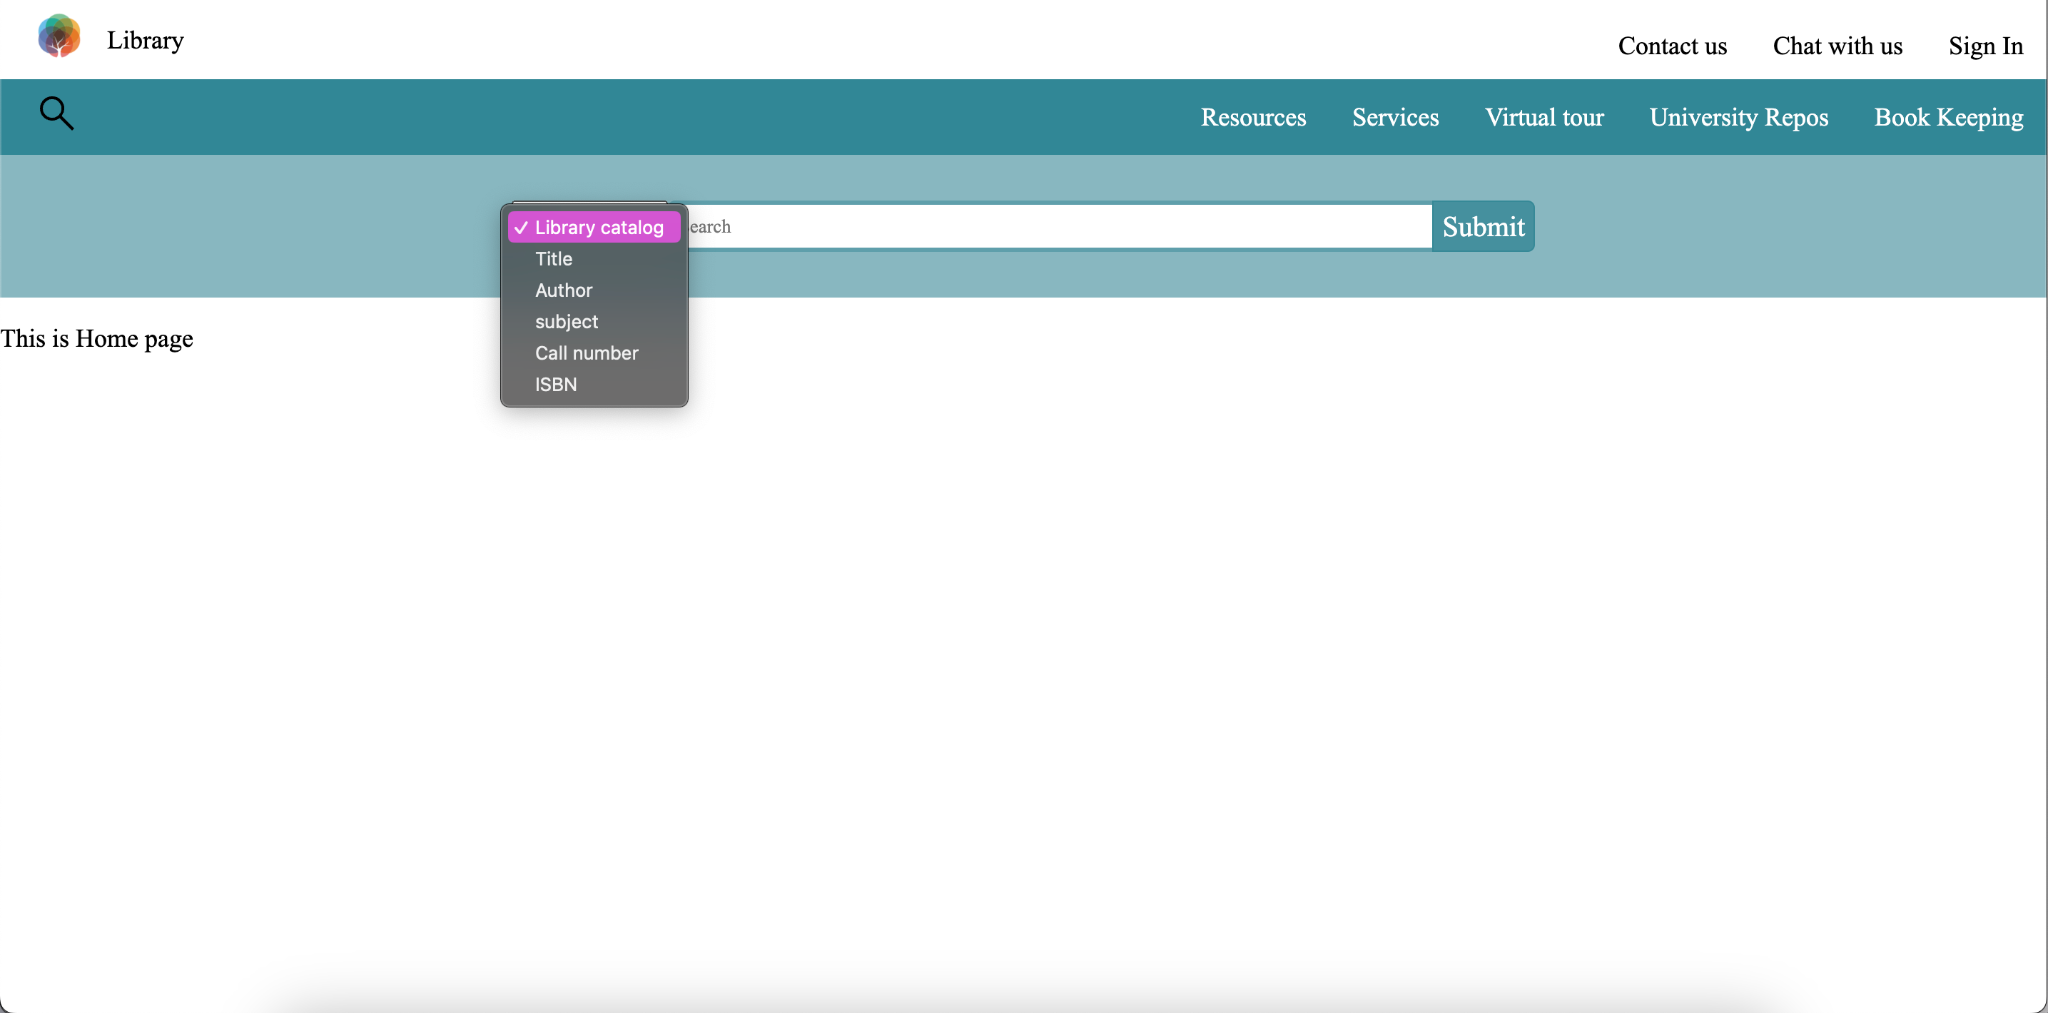 Library
Contact us
Chat with us
Sign In
Resources
Services
Virtual tour
University Repos
Book Keeping
Library catalog
Title
Author
subject
Call number
ISBN
earch
Submit
This is Home page